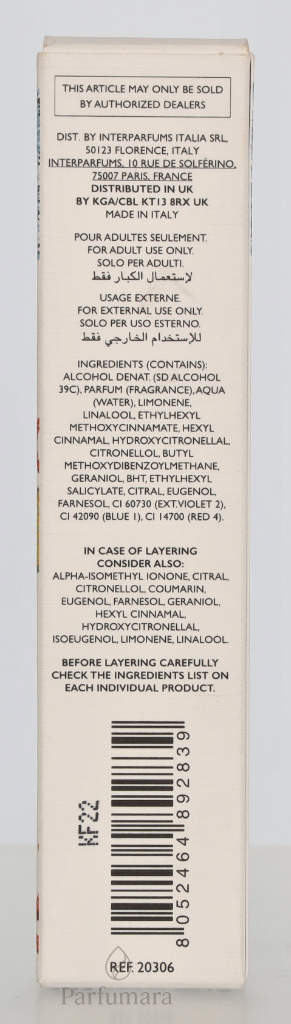 THIS ARTICLE MAY ONLY BE SOLD
BY AUTHORIZED DEALERS
DIST. BY INTERPARFUMS ITALIA SRL,
50123 FLORENCE, ITALY
INTERPARFUMS, 10 RUE DE SOLFÉRINO,
75007 PARIS, FRANCE
DISTRIBUTED IN UK
BY KGA/CBL KT13 8RX UK
MADE IN ITALY
POUR ADULTES SEULEMENT.
FOR ADULT USE ONLY.
SOLO PER ADULTI.
لإستعمال الكبار فقط
USAGE EXTERNE.
FOR EXTERNAL USE ONLY.
SOLO PER USO ESTERNO.
للاستخدام الخارجي فقط
INGREDIENTS (CONTAINS):
ALCOHOL DENAT. (SD ALCOHOL
39C), PARFUM (FRAGRANCE), AQUA
(WATER), LIMONENE,
LINALOOL, ETHYLHEXYL
METHOXYCINNAMATE, HEXYL
CINNAMAL, HYDROXYCITRONELLAL,
CITRONELLOL, BUTYL
METHOXYDIBENZOYLMETHANE,
GERANIOL, BHT, ETHYLHEXYL
SALICYLATE, CITRAL, EUGENOL,
FARNESOL, CI 60730 (EXT.VIOLET 2),
CI 42090 (BLUE 1), CI 14700 (RED 4).
IN CASE OF LAYERING
CONSIDER ALSO:
ALPHA-ISOMETHYL IONONE, CITRAL,
CITRONELLOL, COUMARIN,
EUGENOL, FARNESOL, GERANIOL,
HEXYL CINNAMAL,
HYDROXYCITRONELLAL,
ISOEUGENOL, LIMONENE, LINALOOL.
BEFORE LAYERING CAREFULLY
CHECK THE INGREDIENTS LIST ON
EACH INDIVIDUAL PRODUCT.
WF22
8 052464 892839
REF. 20306
Parfumara